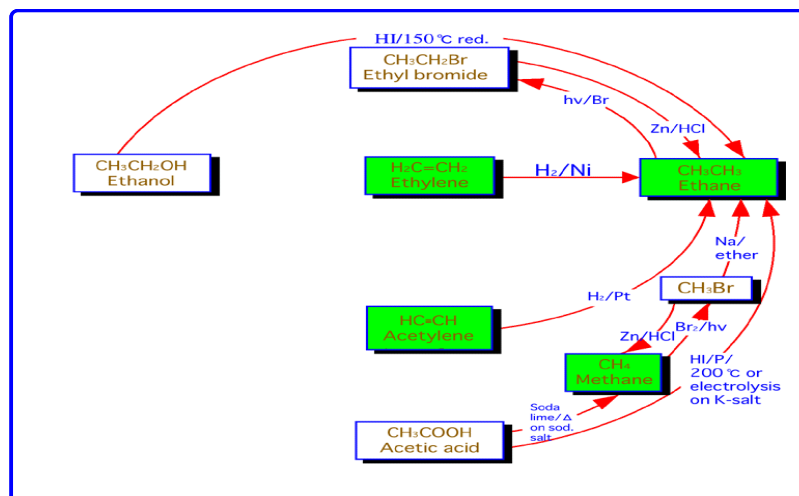 HI/150℃ red.
CH₃CH₂Br
Ethyl bromide
hv/Br
Zn/HCl
CH₃CH₂OH
Ethanol
H₂C=CH₂
Ethylene
H₂/Ni
CH₃CH₃
Ethane
Na/
ether
H₂/Pt
CH₃Br
HC≡CH
Acetylene
Zn/HCl
Br₂/hv
CH₄
Methane
HI/P/
200℃ or
electrolysis
on K-salt
Soda
lime/Δ
on sod.
salt
CH₃COOH
Acetic acid